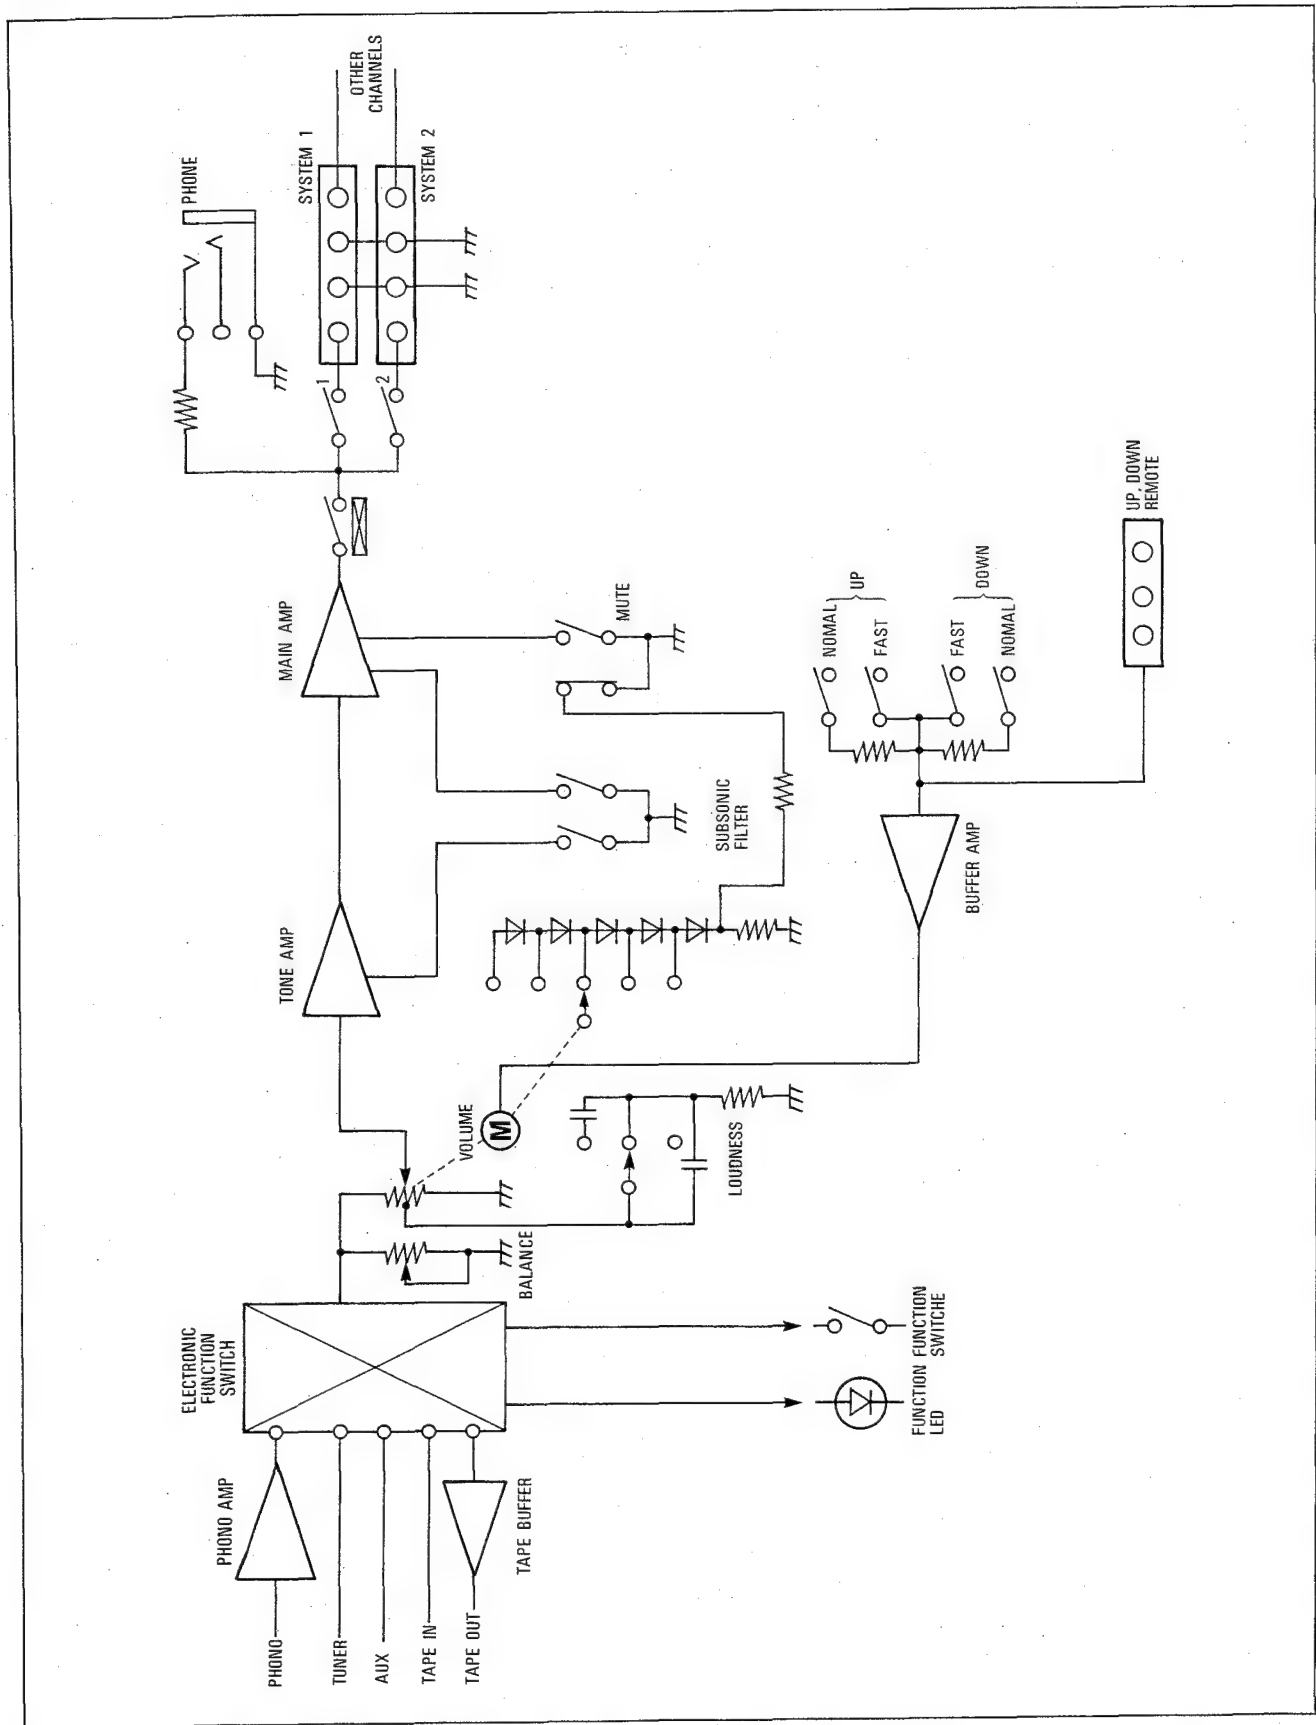 PHONO
TUNER
AUX
TAPE IN
TAPE OUT
PHONO AMP
TAPE BUFFER
ELECTRONIC
FUNCTION
SWITCH
FUNCTION
LED
FUNCTION
SWITCHE
BALANCE
VOLUME
M
LOUDNESS
TONE AMP
SUBSONIC
FILTER
MAIN AMP
MUTE
BUFFER AMP
NOMAL
FAST
UP
FAST
NOMAL
DOWN
UP, DOWN
REMOTE
1
2
PHONE
SYSTEM 1
SYSTEM 2
OTHER
CHANNELS